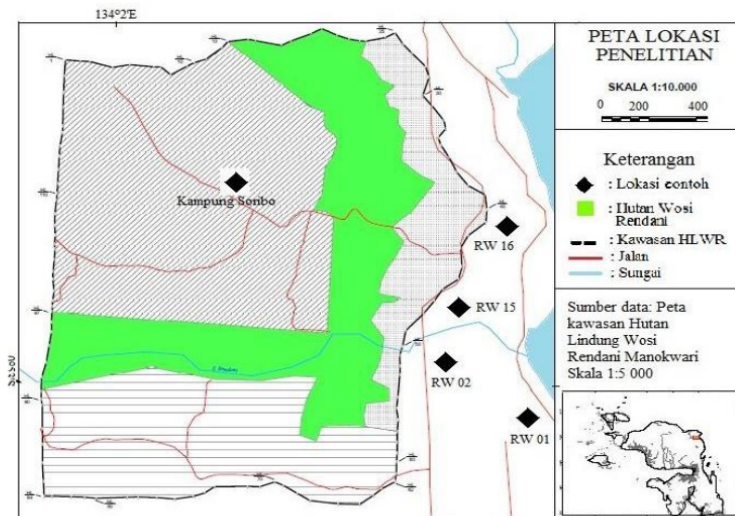 134°2'E
PETA LOKASI
PENELITIAN
SKALA 1:10.000
0 200 400
Keterangan
: Lokasi contoh
: Hutan Wosi
Rendani
: Kawasan HLWR
: Jalan
: Sungai
Sumber data: Peta
kawasan Hutan
Lindung Wosi
Rendani Manokwari
Skala 1:5 000
Kampung Soribo
RW 16
RW 15
RW 02
RW 01